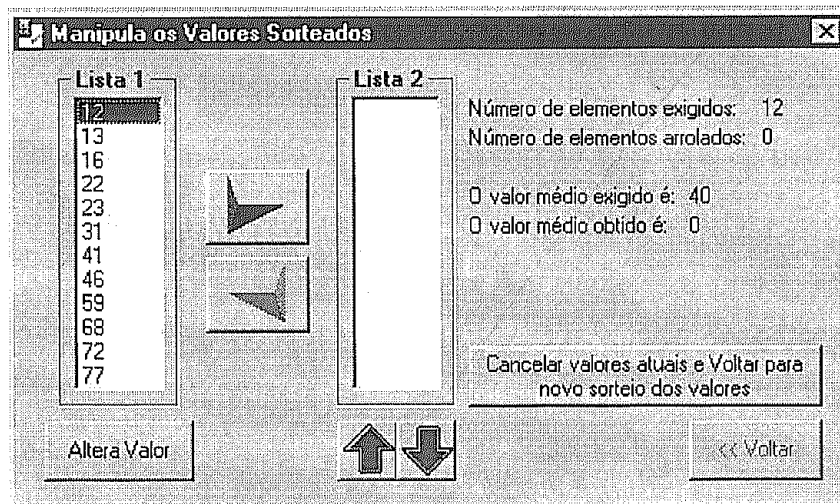 Manipula os Valores Sorteados
Lista 1
12
13
16
22
23
31
41
46
59
68
72
77
Lista 2
Número de elementos exigidos: 12
Número de elementos arrolados: 0
O valor médio exigido é: 40
O valor médio obtido é: 0
Cancelar valores atuais e Voltar para
novo sorteio dos valores
Altera Valor
<< Voltar